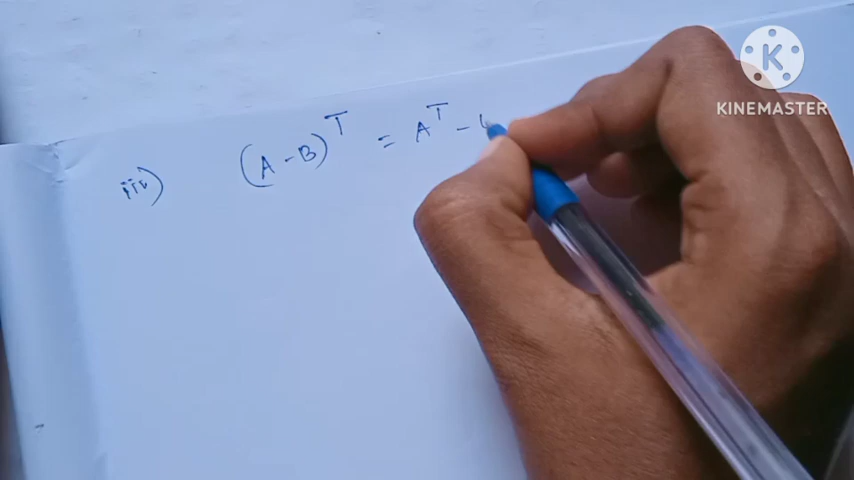 iii) (A - B)^T = A^T -
KINEMASTER